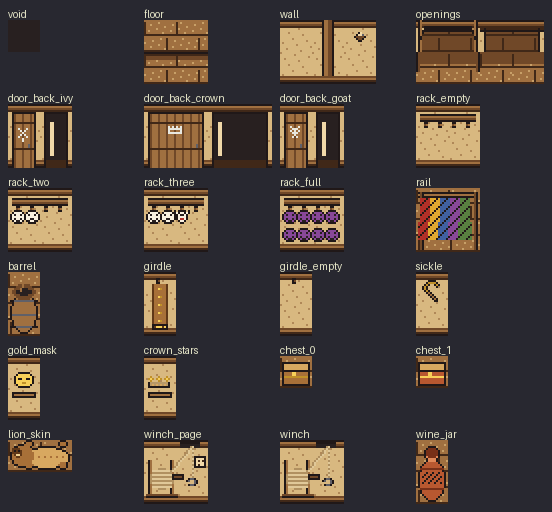 void floor wall openings
door_back_ivy door_back_crown door_back_goat rack_empty
rack_two rack_three rack_full rail
barrel girdle girdle_empty sickle
gold_mask crown_stars chest_0 chest_1
lion_skin winch_page winch wine_jar